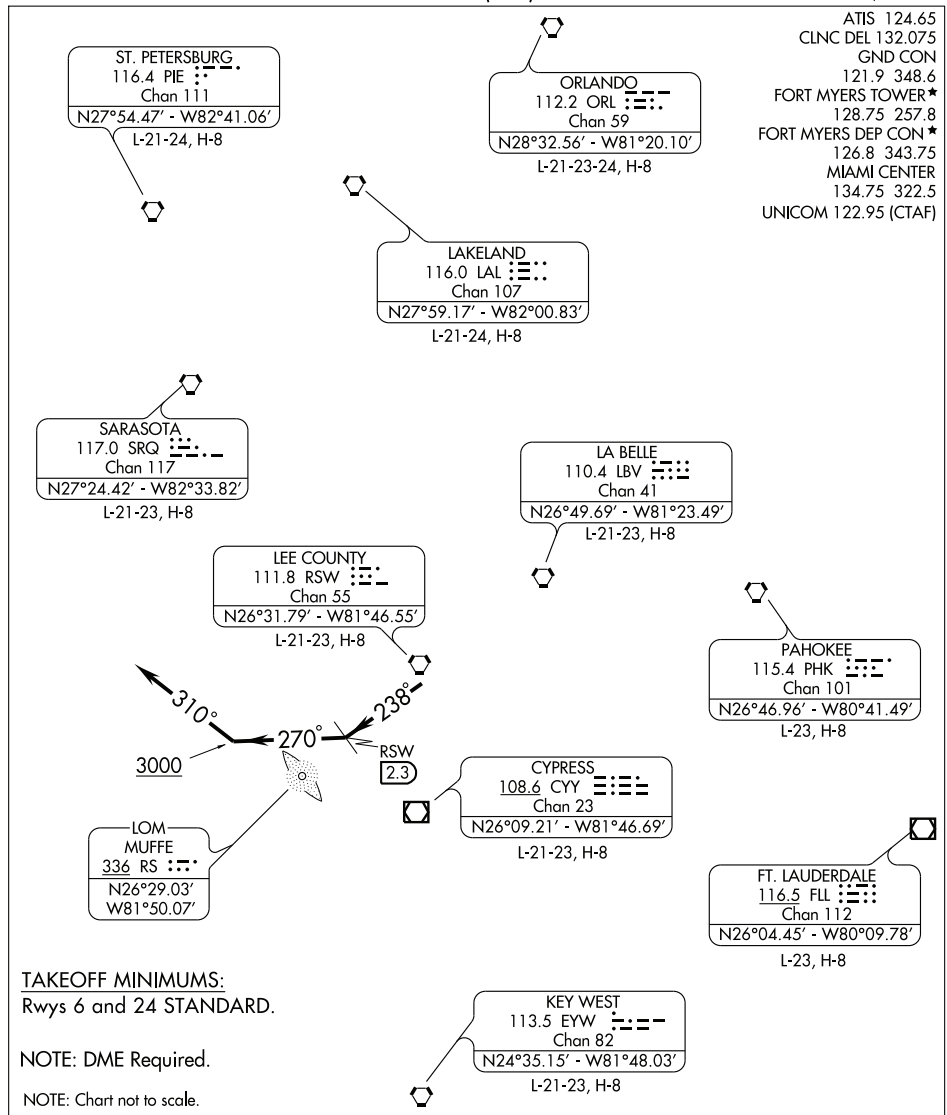 ATIS 124.65
CLNC DEL 132.075
GND CON
121.9 348.6
FORT MYERS TOWER★
128.75 257.8
FORT MYERS DEP CON★
126.8 343.75
MIAMI CENTER
134.75 322.5
UNICOM 122.95 (CTAF)
ST. PETERSBURG
116.4 PIE
Chan 111
N27°54.47′ - W82°41.06′
L-21-24, H-8
ORLANDO
112.2 ORL
Chan 59
N28°32.56′ - W81°20.10′
L-21-23-24, H-8
LAKELAND
116.0 LAL
Chan 107
N27°59.17′ - W82°00.83′
L-21-24, H-8
SARASOTA
117.0 SRQ
Chan 117
N27°24.42′ - W82°33.82′
L-21-23, H-8
LA BELLE
110.4 LBV
Chan 41
N26°49.69′ - W81°23.49′
L-21-23, H-8
LEE COUNTY
111.8 RSW
Chan 55
N26°31.79′ - W81°46.55′
L-21-23, H-8
PAHOKEE
115.4 PHK
Chan 101
N26°46.96′ - W80°41.49′
L-23, H-8
310°
270°
238°
3000
RSW
2.3
CYPRESS
108.6 CYY
Chan 23
N26°09.21′ - W81°46.69′
L-21-23, H-8
LOM
MUFFE
336 RS
N26°29.03′
W81°50.07′
FT. LAUDERDALE
116.5 FLL
Chan 112
N26°04.45′ - W80°09.78′
L-23, H-8
TAKEOFF MINIMUMS:
Rwys 6 and 24 STANDARD.
NOTE: DME Required.
NOTE: Chart not to scale.
KEY WEST
113.5 EYW
Chan 82
N24°35.15′ - W81°48.03′
L-21-23, H-8